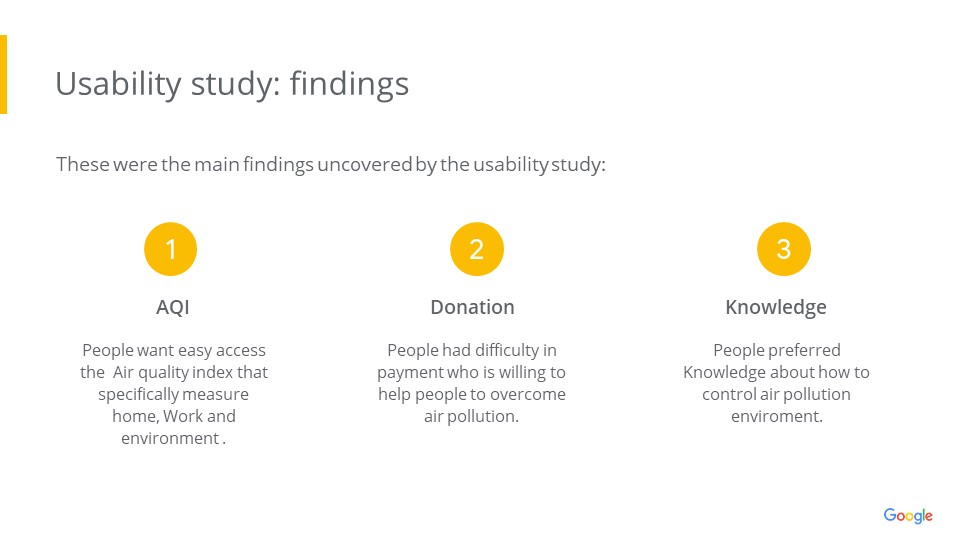 Usability study: findings
These were the main findings uncovered by the usability study:
1
AQI
People want easy access
the  Air quality index that
specifically measure
home, Work and
environment .
2
Donation
People had difficulty in
payment who is willing to
help people to overcome
air pollution.
3
Knowledge
People preferred
Knowledge about how to
control air pollution
enviroment.
Google